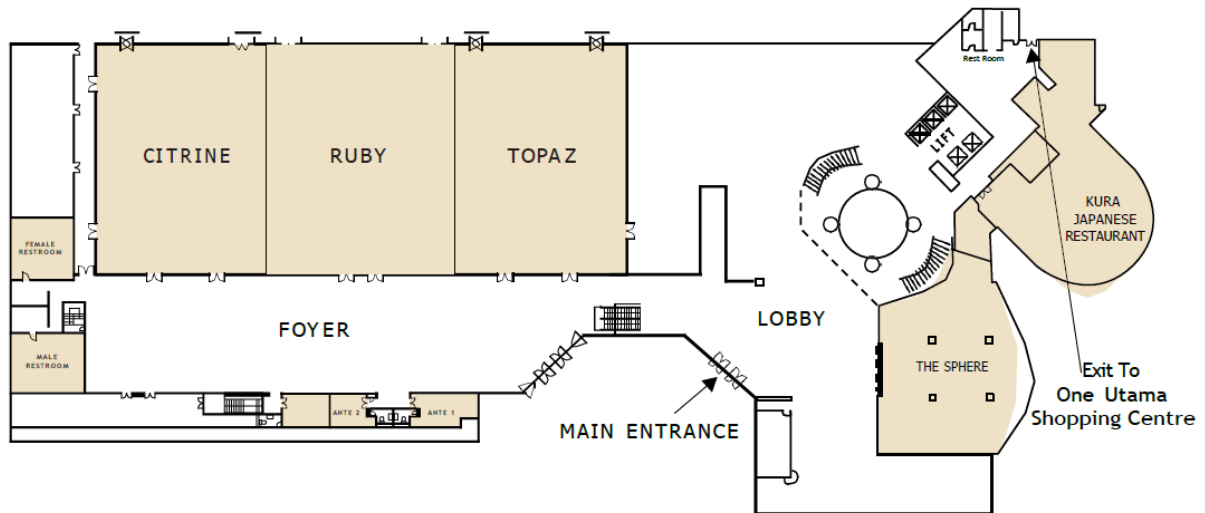 Rest Room
LIFT
CITRINE
RUBY
TOPAZ
KURA
JAPANESE
RESTAURANT
FEMALE
RESTROOM
FOYER
LOBBY
MALE
RESTROOM
THE SPHERE
Exit To
One Utama
Shopping Centre
ANTE 2
ANTE 1
MAIN ENTRANCE